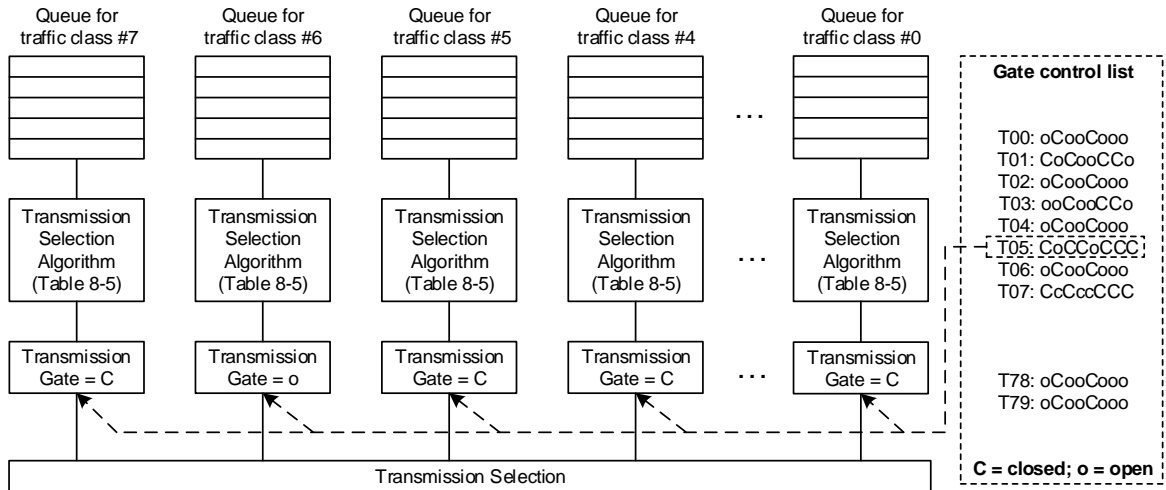 Queue for
traffic class #7
Queue for
traffic class #6
Queue for
traffic class #5
Queue for
traffic class #4
Queue for
traffic class #0
...
Transmission
Selection
Algorithm
(Table 8-5)
Transmission
Selection
Algorithm
(Table 8-5)
Transmission
Selection
Algorithm
(Table 8-5)
Transmission
Selection
Algorithm
(Table 8-5)
...
Transmission
Selection
Algorithm
(Table 8-5)
Transmission
Gate = C
Transmission
Gate = o
Transmission
Gate = C
Transmission
Gate = C
...
Transmission
Gate = C
Transmission Selection
Gate control list
T00: oCooCooo
T01: CoCooCCo
T02: oCooCooo
T03: ooCooCCo
T04: oCooCooo
T05: CoCCoCCC
T06: oCooCooo
T07: CcCccCCC
T78: oCooCooo
T79: oCooCooo
C = closed; o = open